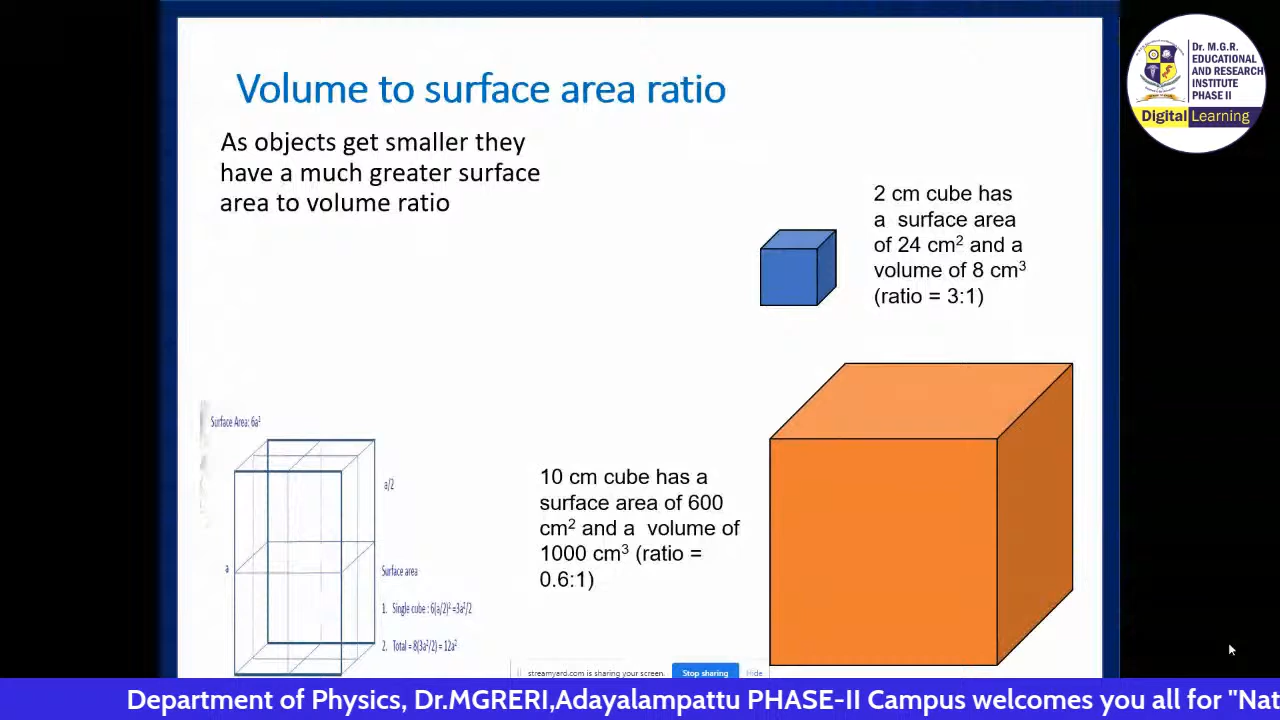 Volume to surface area ratio
As objects get smaller they
have a much greater surface
area to volume ratio
2 cm cube has
a surface area
of 24 cm² and a
volume of 8 cm³
(ratio = 3:1)
10 cm cube has a
surface area of 600
cm² and a volume of
1000 cm³ (ratio =
0.6:1)
Surface Area: 6a²
a/2
a
Surface area
1. Single cube : 6(a/2)² =3a²/2
2. Total = 8(3a²/2) = 12a²
streamyard.com is sharing your screen.
Stop sharing
Hide
Dr. M.G.R.
EDUCATIONAL
AND RESEARCH
INSTITUTE
PHASE II
Digital Learning
Department of Physics, Dr.MGRERI,Adayalampattu PHASE-II Campus welcomes you all for "Nat